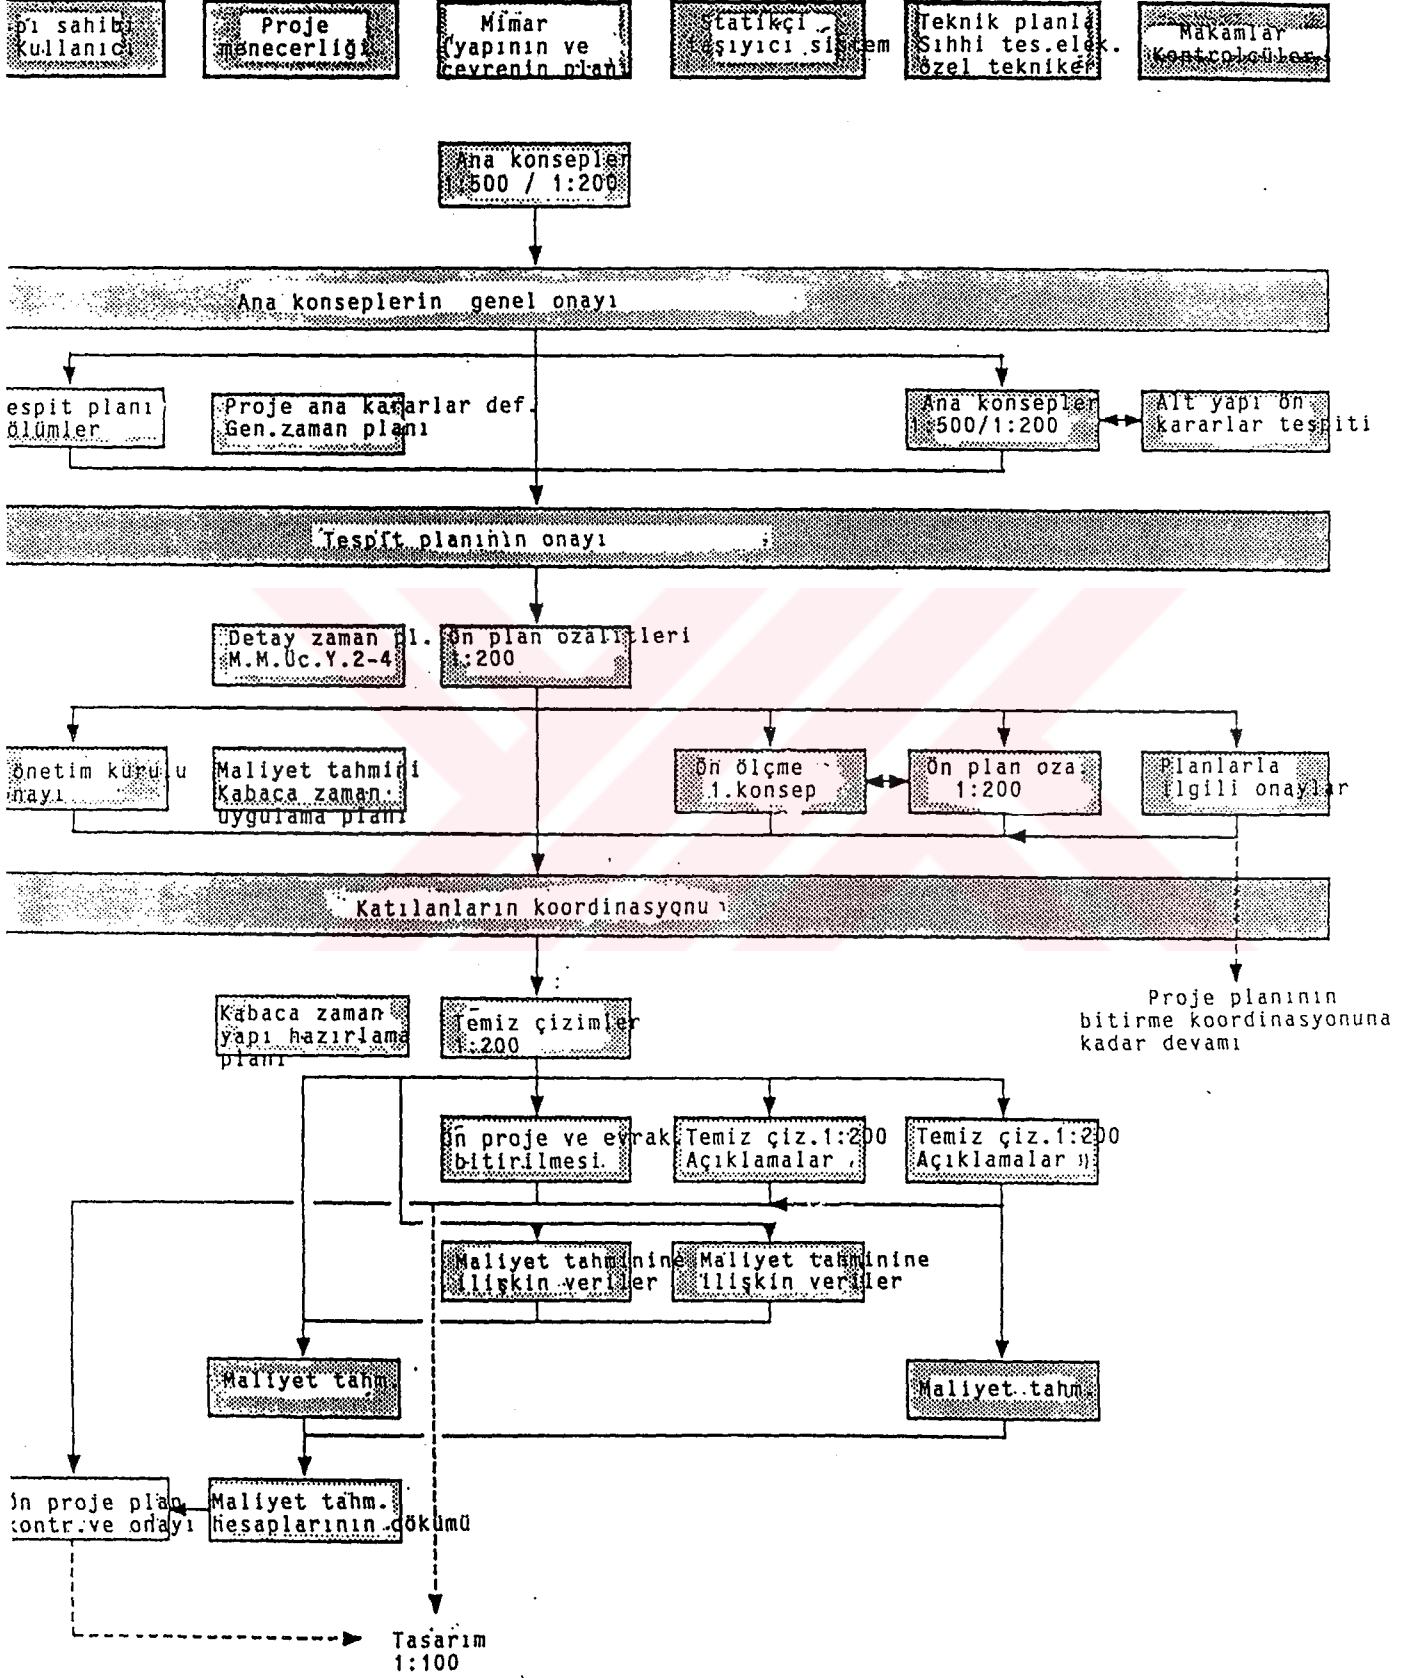 pı sahibi
kullanıcı
Proje
menecerliği
Mimar
(yapının ve
çevrenin planı
Statikçi
taşıyıcı sistem
Teknik planla
Sıhhi tes.elek.
özel tekniker
Makamlar
Kontrolcüler
Ana konsepler
1:500 / 1:200
Ana konseplerin genel onayı
espit planı
ölümler
Proje ana kararlar def.
Gen.zaman planı
Ana konsepler
1:500/1:200
Alt yapı ön
kararlar tespiti
Tespit planının onayı
Detay zaman pl.
M.M.Üc.Y.2-4
Ön plan ozalitleri
1:200
önetim kurulu
nayı
Maliyet tahmini
Kabaca zaman
uygulama planı
Ön ölçme
1.konsep
Ön plan oza.
1:200
Planlarla
ilgili onaylar
Katılanların koordinasyonu
Kabaca zaman
yapı hazırlama
planı
Temiz çizimler
1:200
Proje planının
bitirme koordinasyonuna
kadar devamı
Ön proje ve evrak
bitirilmesi
Temiz çiz.1:200
Açıklamalar
Temiz çiz.1:200
Açıklamalar
Maliyet tahminine
ilişkin veriler
Maliyet tahminine
ilişkin veriler
Maliyet tahm.
Maliyet tahm.
ön proje plan
kontr.ve onayı
Maliyet tahm.
hesaplarının dökümü
Tasarım
1:100